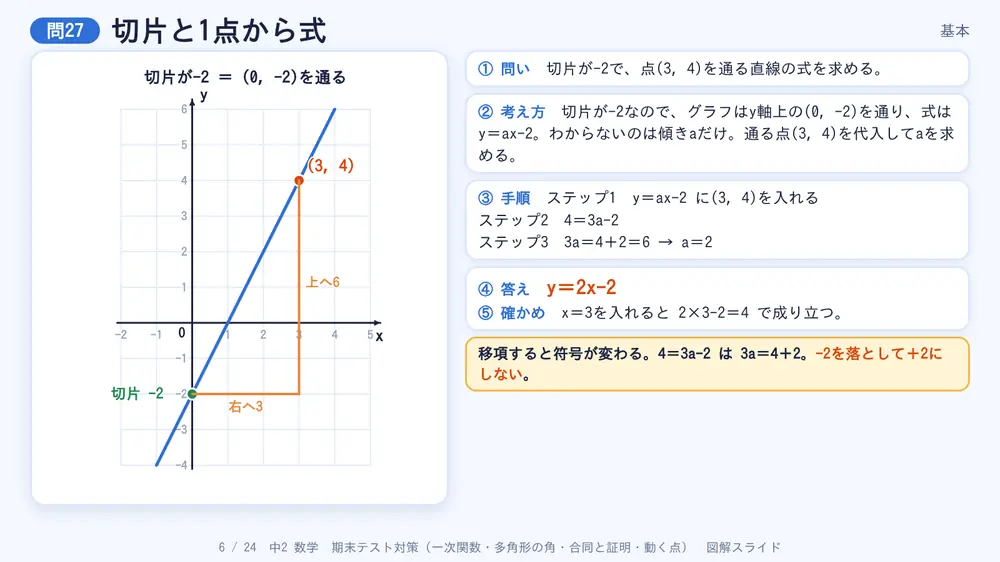 問27 切片と1点から式
基本
切片が-2 = (0, -2)を通る
y
6
5
4
3
2
1
-1
-2
-3
-4
-2 -1 0 1 2 3 4 5 x
(3, 4)
上へ6
右へ3
切片 -2
① 問い 切片が-2で、点(3, 4)を通る直線の式を求める。
② 考え方 切片が-2なので、グラフはy軸上の(0, -2)を通り、式は
y=ax-2。わからないのは傾きaだけ。通る点(3, 4)を代入してaを求
める。
③ 手順 ステップ1 y=ax-2 に(3, 4)を入れる
ステップ2 4=3a-2
ステップ3 3a=4+2=6 → a=2
④ 答え y=2x-2
⑤ 確かめ x=3を入れると 2×3-2=4 で成り立つ。
移項すると符号が変わる。4=3a-2 は 3a=4+2。-2を落として+2に
しない。
6 / 24 中2 数学 期末テスト対策(一次関数・多角形の角・合同と証明・動く点) 図解スライド